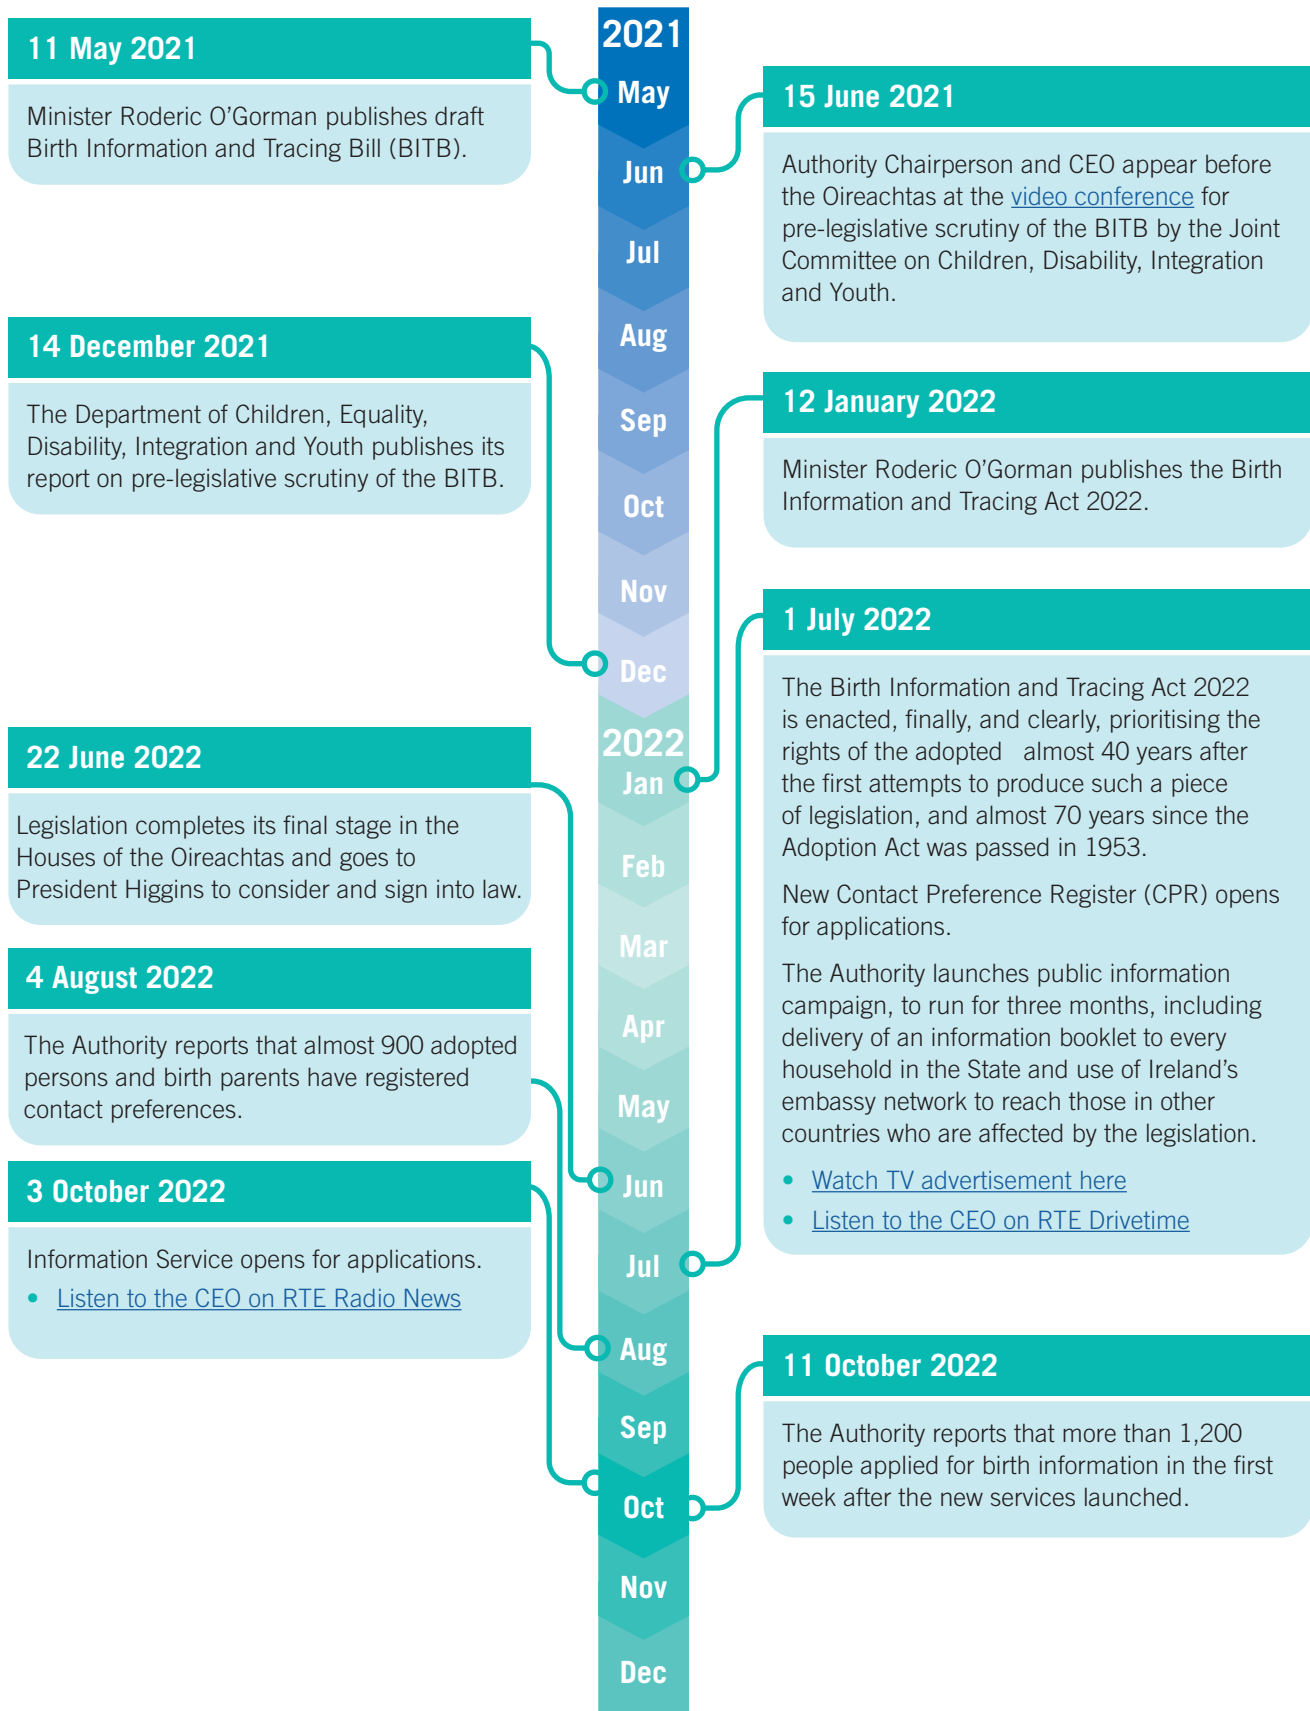 11 May 2021
Minister Roderic O'Gorman publishes draft
Birth Information and Tracing Bill (BITB).
14 December 2021
The Department of Children, Equality,
Disability, Integration and Youth publishes its
report on pre-legislative scrutiny of the BITB.
22 June 2022
Legislation completes its final stage in the
Houses of the Oireachtas and goes to
President Higgins to consider and sign into law.
4 August 2022
The Authority reports that almost 900 adopted
persons and birth parents have registered
contact preferences.
3 October 2022
Information Service opens for applications.
• Listen to the CEO on RTE Radio News
2021
May
Jun
Jul
Aug
Sep
Oct
Nov
Dec
2022
Jan
Feb
Mar
Apr
May
Jun
Jul
Aug
Sep
Oct
Nov
Dec
15 June 2021
Authority Chairperson and CEO appear before
the Oireachtas at the video conference for
pre-legislative scrutiny of the BITB by the Joint
Committee on Children, Disability, Integration
and Youth.
12 January 2022
Minister Roderic O'Gorman publishes the Birth
Information and Tracing Act 2022.
1 July 2022
The Birth Information and Tracing Act 2022
is enacted, finally, and clearly, prioritising the
rights of the adopted almost 40 years after
the first attempts to produce such a piece
of legislation, and almost 70 years since the
Adoption Act was passed in 1953.
New Contact Preference Register (CPR) opens
for applications.
The Authority launches public information
campaign, to run for three months, including
delivery of an information booklet to every
household in the State and use of Ireland's
embassy network to reach those in other
countries who are affected by the legislation.
• Watch TV advertisement here
• Listen to the CEO on RTE Drivetime
11 October 2022
The Authority reports that more than 1,200
people applied for birth information in the first
week after the new services launched.